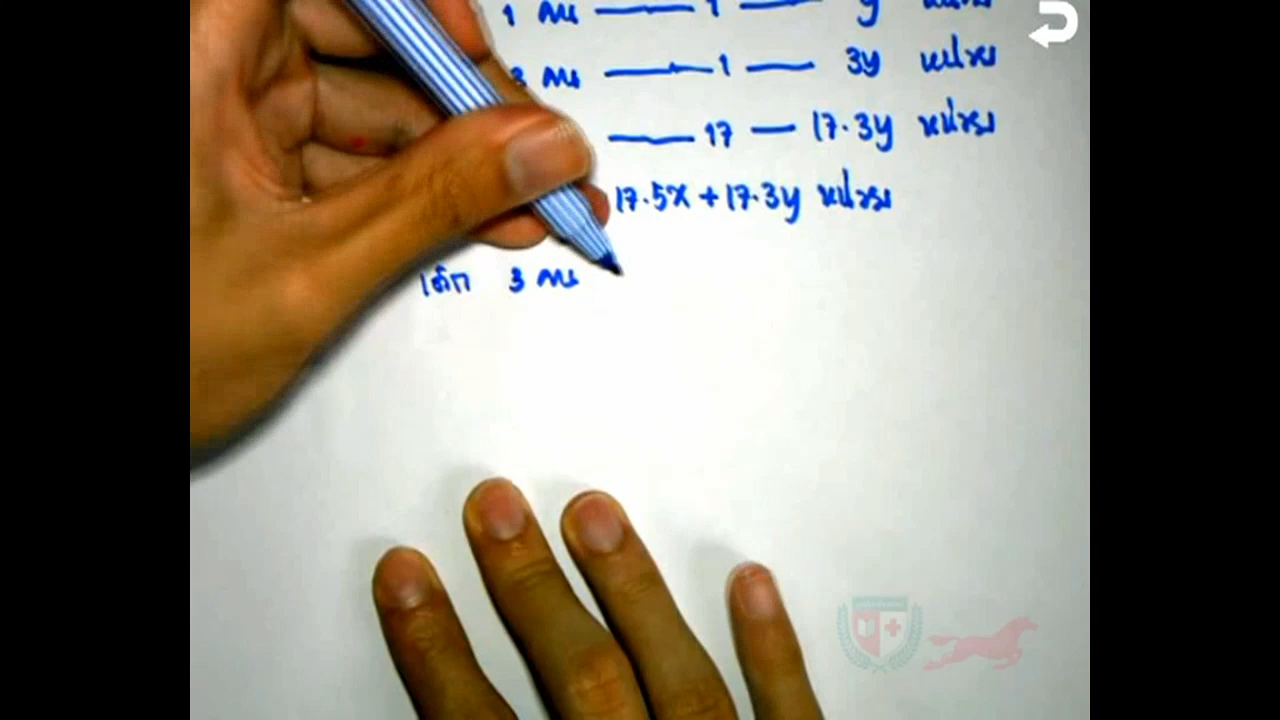 1 คน —— 1 —— y หน่วย
3 คน —— 1 —— 3y หน่วย
—— 17 — 17.3y หน่วย
17.5x + 17.3y หน่วย
เด็ก 3 คน